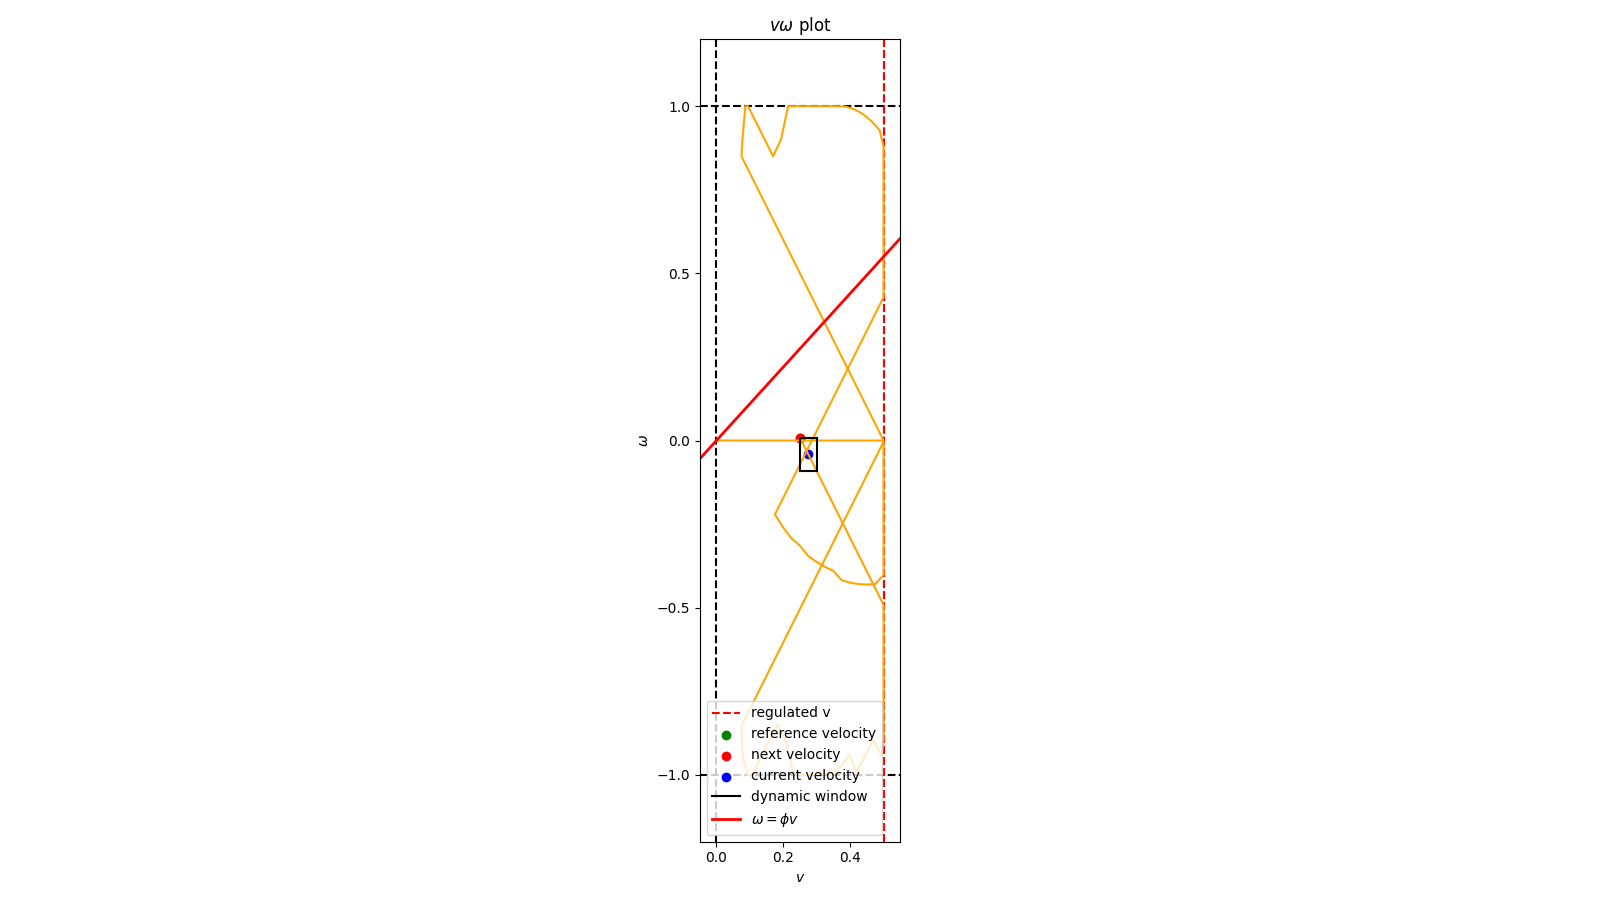 vω plot
1.0
0.5
0.0
−0.5
−1.0
ω
regulated v
reference velocity
next velocity
current velocity
dynamic window
ω = ϕv
0.0 0.2 0.4
v